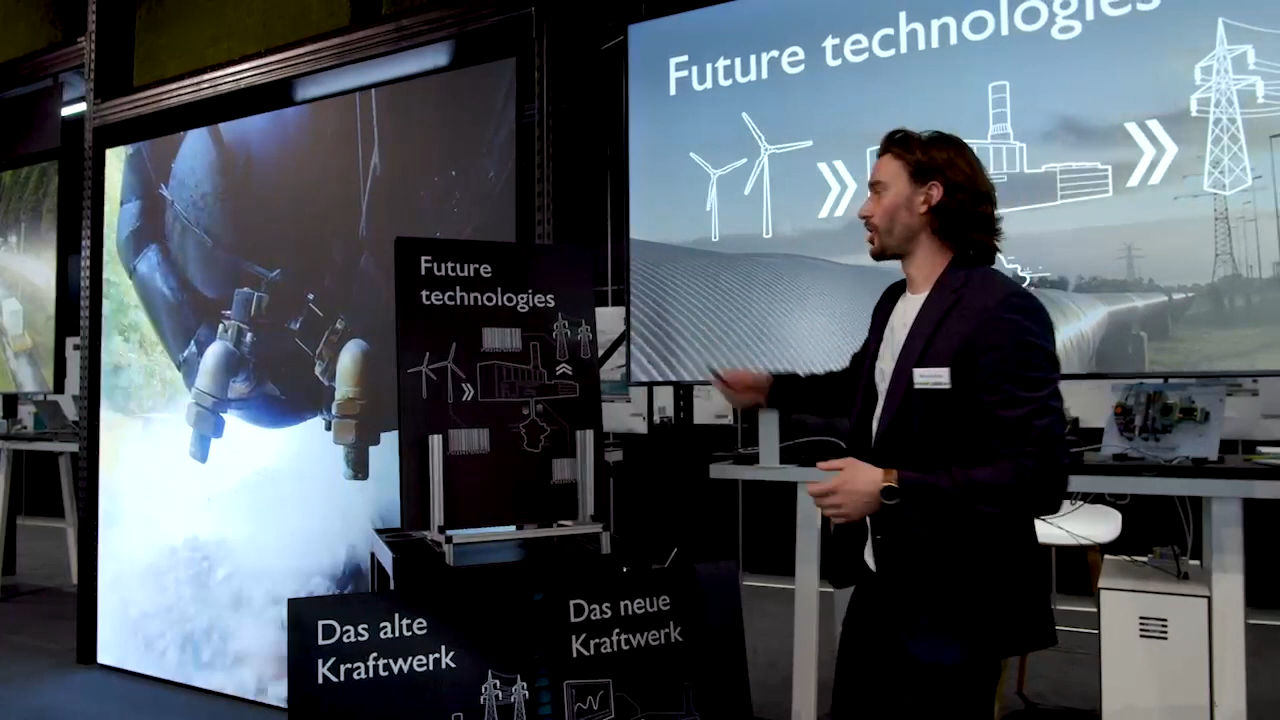 Future technologies
Future
technologies
Das alte
Kraftwerk
Das neue
Kraftwerk